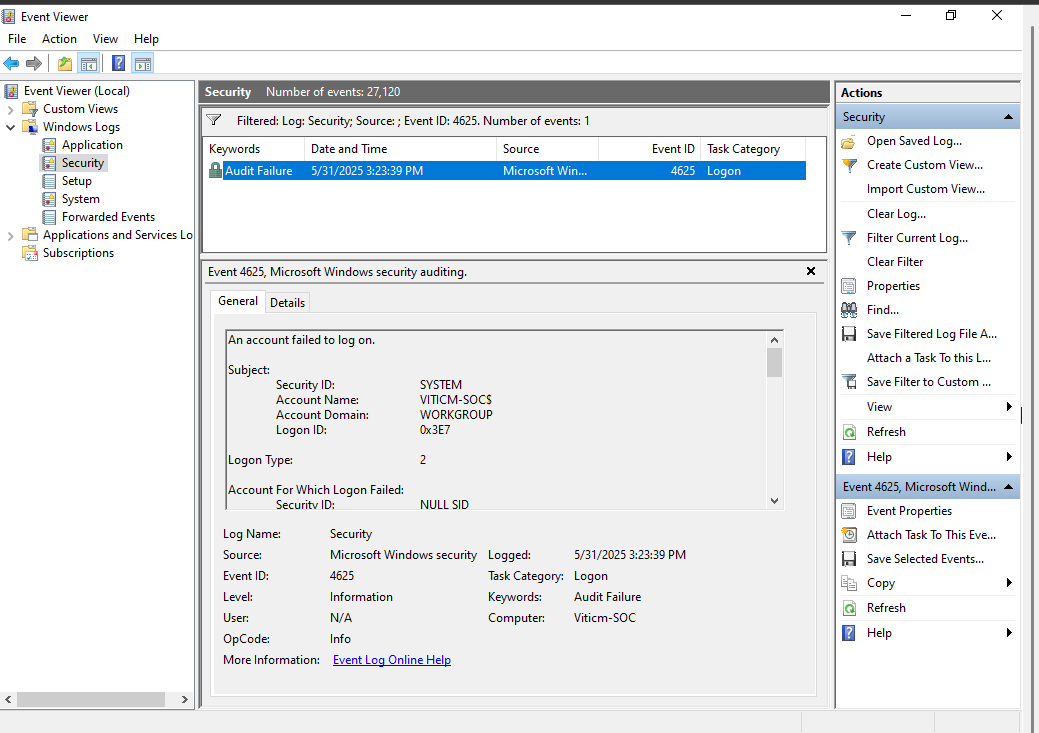 Event Viewer
File Action View Help
Event Viewer (Local)
Custom Views
Windows Logs
Application
Security
Setup
System
Forwarded Events
Applications and Services Lo
Subscriptions
Security Number of events: 27,120
Filtered: Log: Security; Source: ; Event ID: 4625. Number of events: 1
Keywords Date and Time Source Event ID Task Category
Audit Failure 5/31/2025 3:23:39 PM Microsoft Win... 4625 Logon
Event 4625, Microsoft Windows security auditing.
General Details
An account failed to log on.
Subject:
Security ID: SYSTEM
Account Name: VITICM-SOC$
Account Domain: WORKGROUP
Logon ID: 0x3E7
Logon Type: 2
Account For Which Logon Failed:
Security ID: NULL SID
Log Name: Security
Source: Microsoft Windows security Logged: 5/31/2025 3:23:39 PM
Event ID: 4625 Task Category: Logon
Level: Information Keywords: Audit Failure
User: N/A Computer: Viticm-SOC
OpCode: Info
More Information: Event Log Online Help
Actions
Security
Open Saved Log...
Create Custom View...
Import Custom View...
Clear Log...
Filter Current Log...
Clear Filter
Properties
Find...
Save Filtered Log File A...
Attach a Task To this L...
Save Filter to Custom ...
View
Refresh
Help
Event 4625, Microsoft Wind...
Event Properties
Attach Task To This Eve...
Save Selected Events...
Copy
Refresh
Help